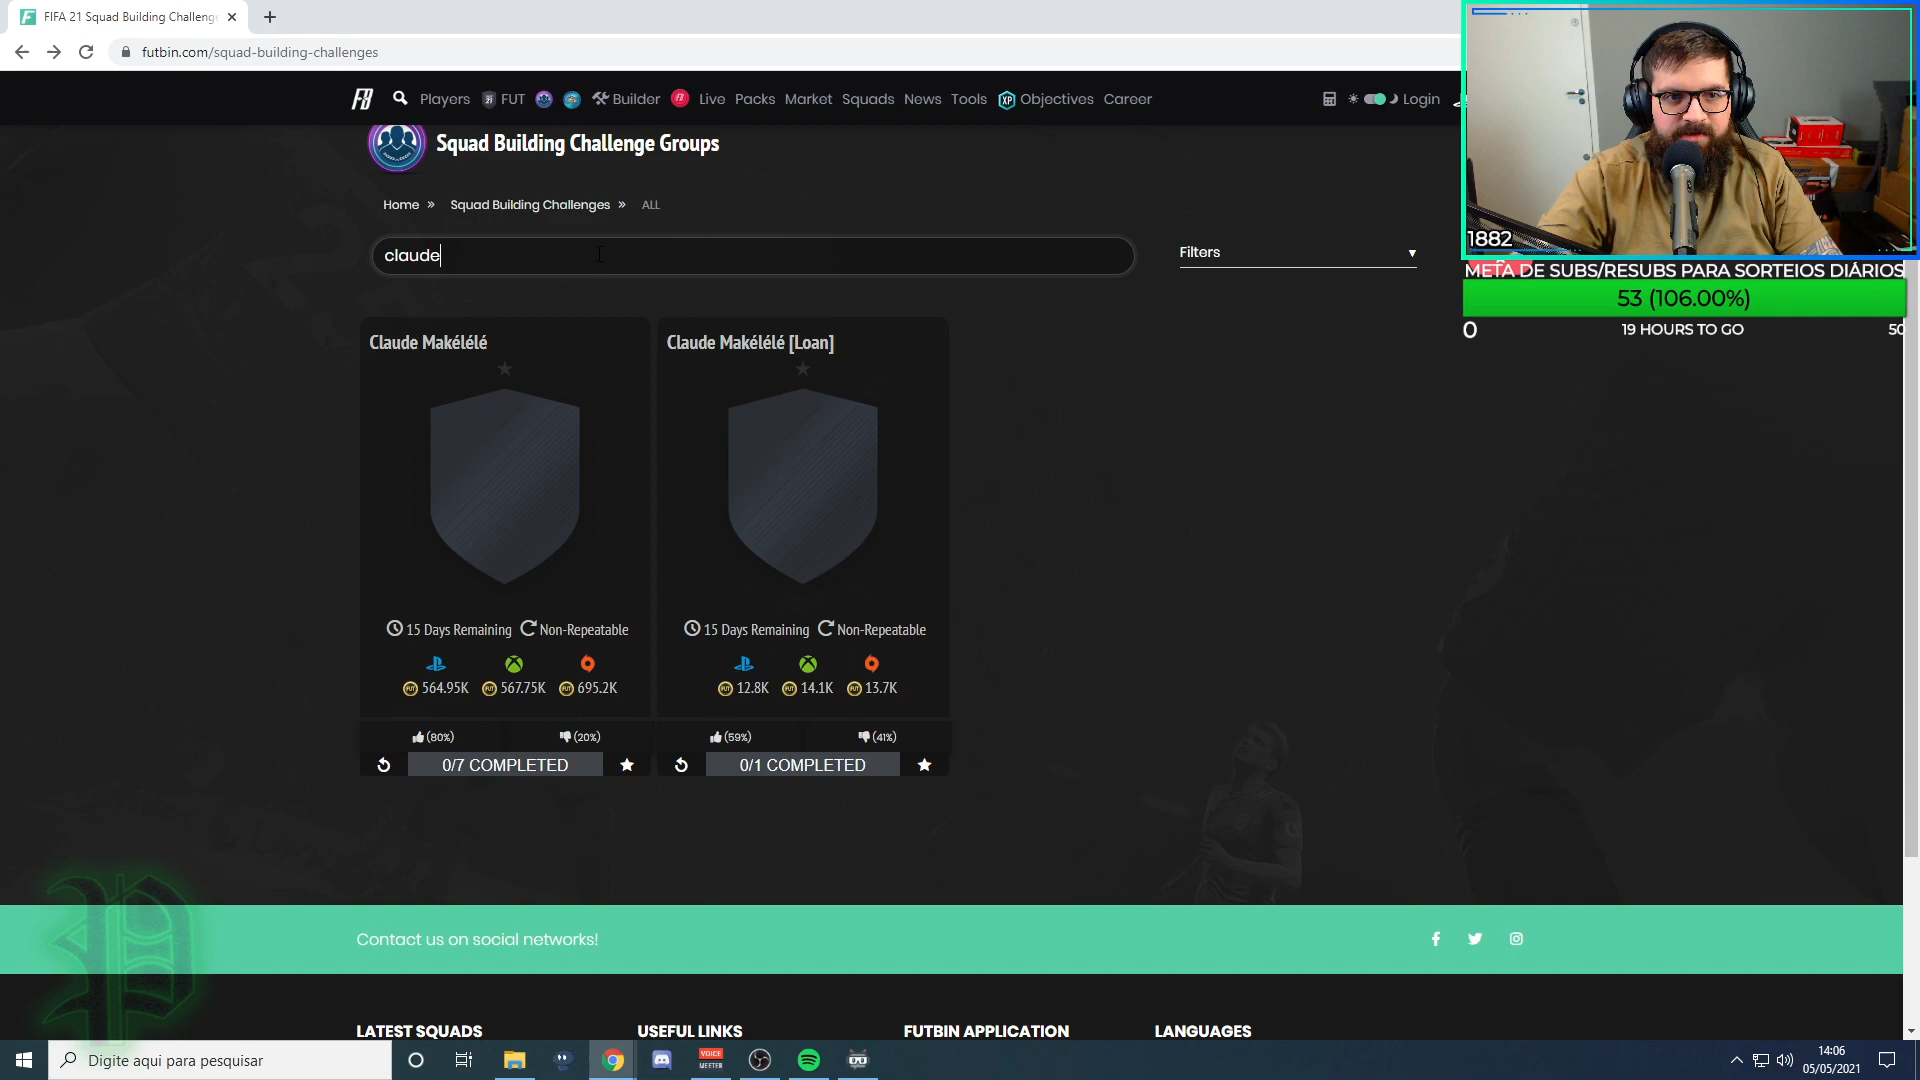 FIFA 21 Squad Building Challenge
futbin.com/squad-building-challenges
Players FUT Builder Live Packs Market Squads News Tools XP Objectives Career Login
Squad Building Challenge Groups
Home » Squad Building Challenges » ALL
claude
Filters
Claude Makélélé
15 Days Remaining Non-Repeatable
564.95K 567.75K 695.2K
(80%) (20%)
0/7 COMPLETED
Claude Makélélé [Loan]
15 Days Remaining Non-Repeatable
12.8K 14.1K 13.7K
(59%) (41%)
0/1 COMPLETED
1882
META DE SUBS/RESUBS PARA SORTEIOS DIÁRIOS
53 (106.00%)
0 19 HOURS TO GO 50
Contact us on social networks!
LATEST SQUADS USEFUL LINKS FUTBIN APPLICATION LANGUAGES
Digite aqui para pesquisar
VOICE
MEETER
14:06
05/05/2021